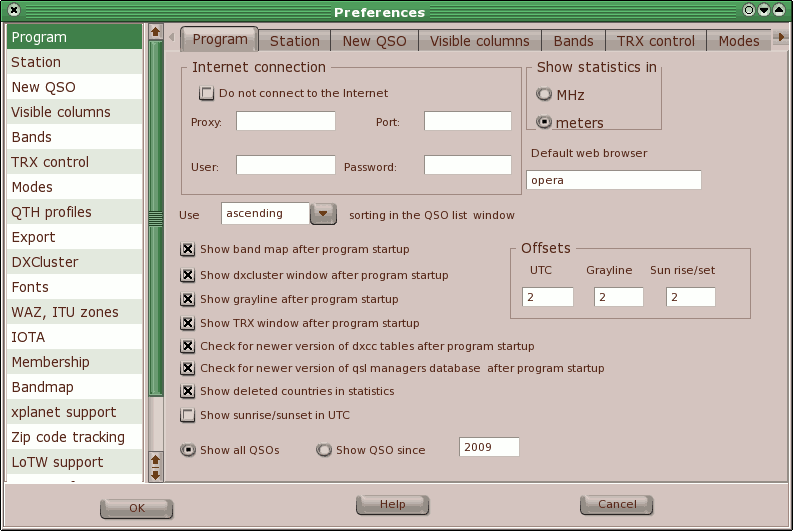 Preferences
Program
Station
New QSO
Visible columns
Bands
TRX control
Modes
QTH profiles
Export
DXCluster
Fonts
WAZ, ITU zones
IOTA
Membership
Bandmap
xplanet support
Zip code tracking
LoTW support
Program Station New QSO Visible columns Bands TRX control Modes
Internet connection
Do not connect to the Internet
Proxy: Port:
User: Password:
Show statistics in
MHz
meters
Default web browser
opera
Use ascending sorting in the QSO list window
Show band map after program startup
Show dxcluster window after program startup
Show grayline after program startup
Show TRX window after program startup
Check for newer version of dxcc tables after program startup
Check for newer version of qsl managers database after program startup
Show deleted countries in statistics
Show sunrise/sunset in UTC
Offsets
UTC Grayline Sun rise/set
2 2 2
Show all QSOs Show QSO since 2009
OK Help Cancel